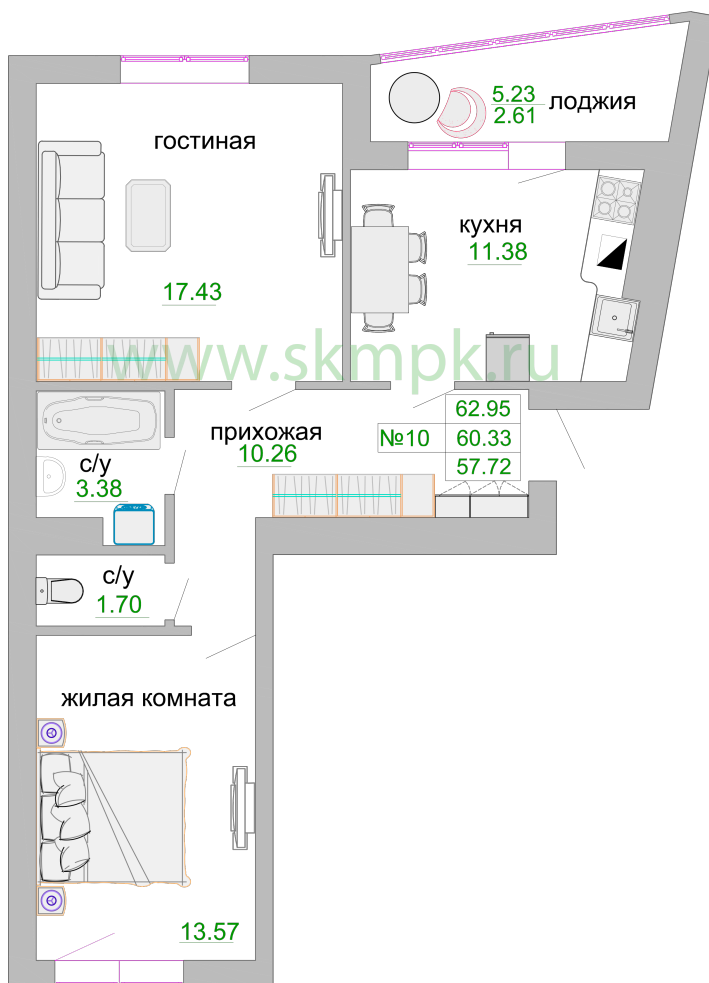 5.23 лоджия
2.61
гостиная
кухня
11.38
17.43
www.skmpk.ru
62.95
№10 60.33
57.72
прихожая
10.26
с/у
3.38
с/у
1.70
жилая комната
13.57